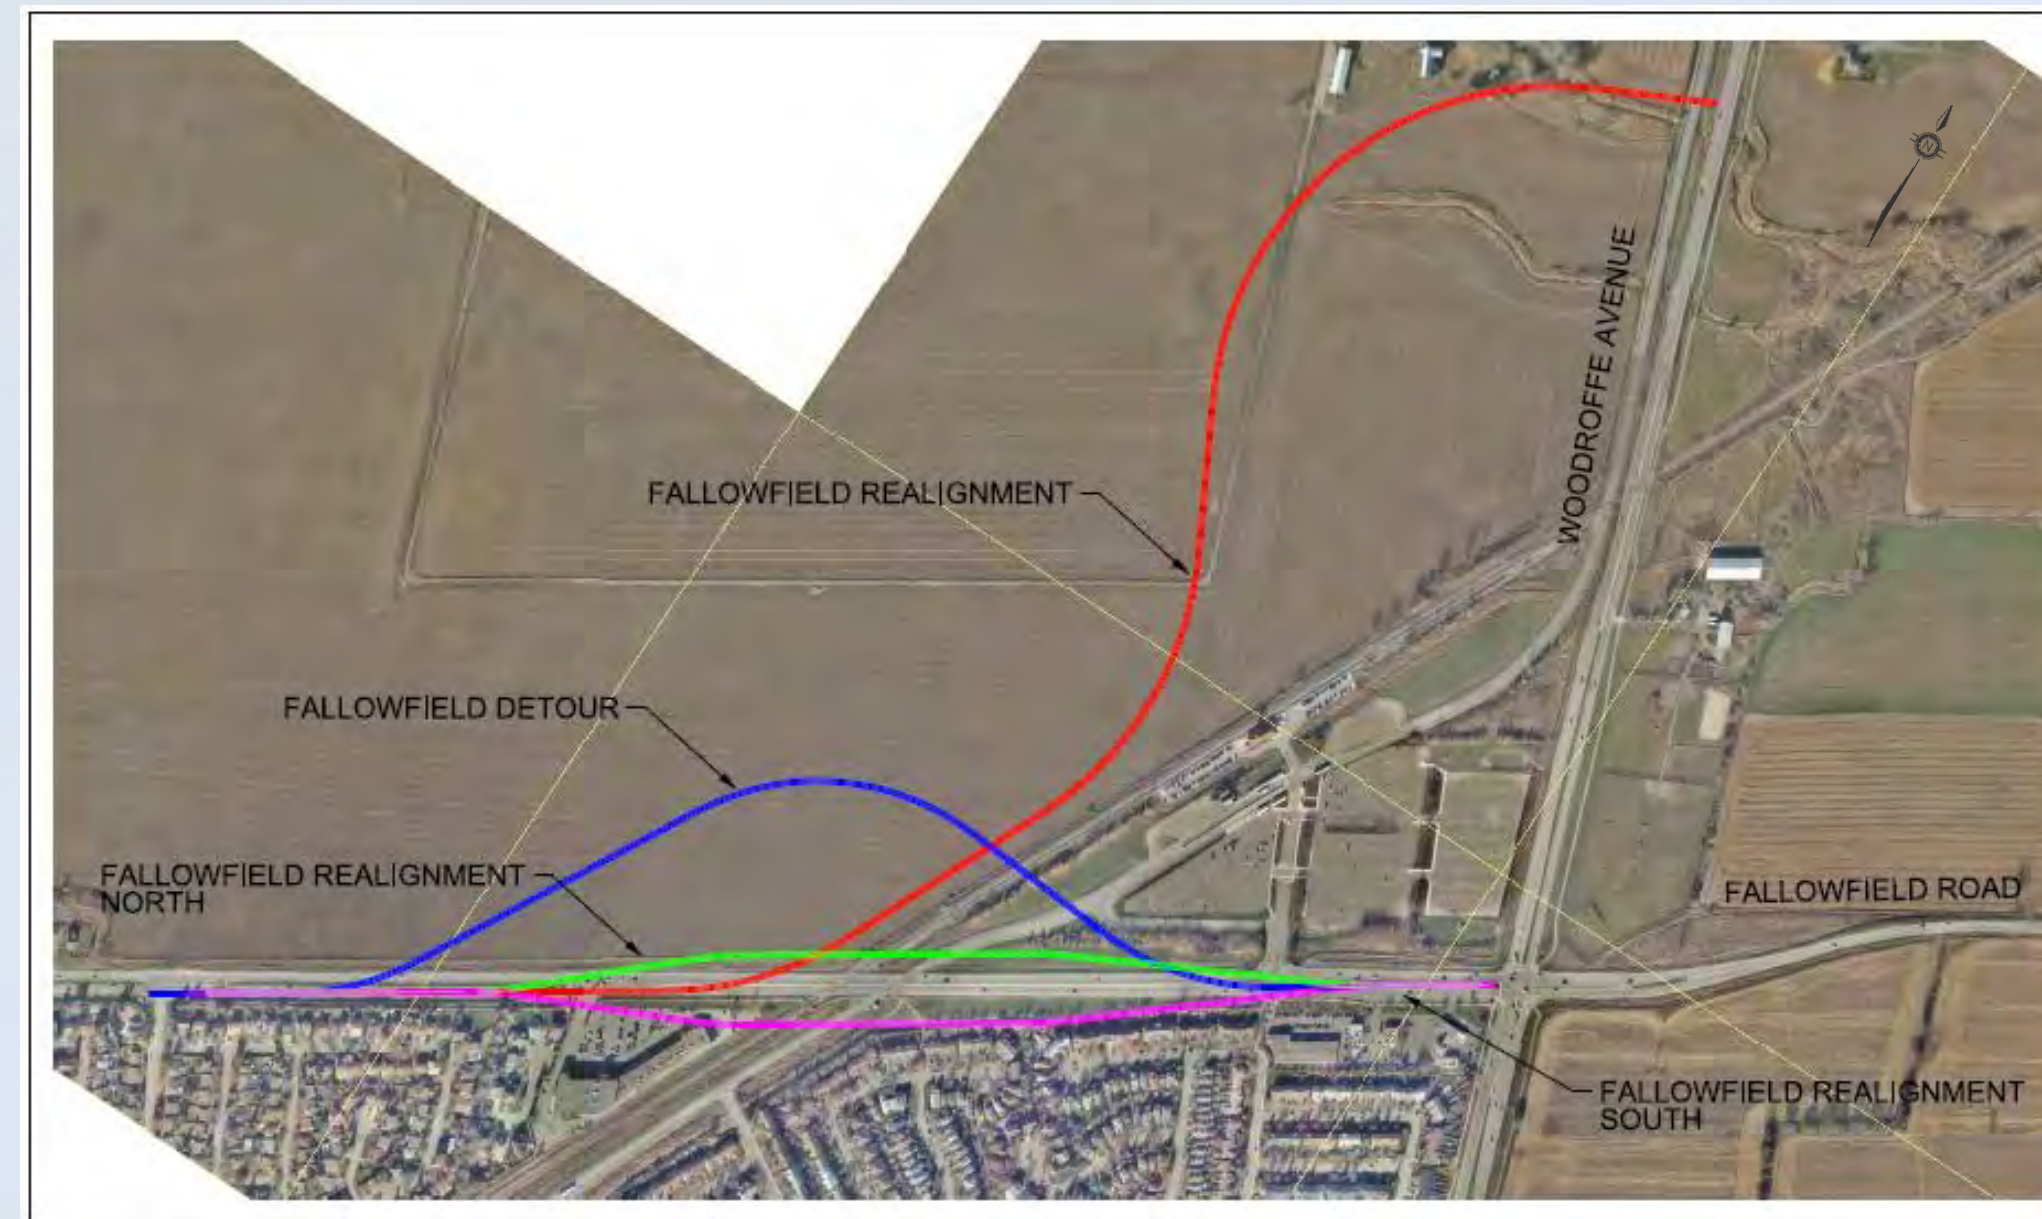 WOODROFFE AVENUE
FALLOWFIELD REALIGNMENT
FALLOWFIELD DETOUR
FALLOWFIELD REALIGNMENT
NORTH
FALLOWFIELD ROAD
FALLOWFIELD REALIGNMENT
SOUTH
N